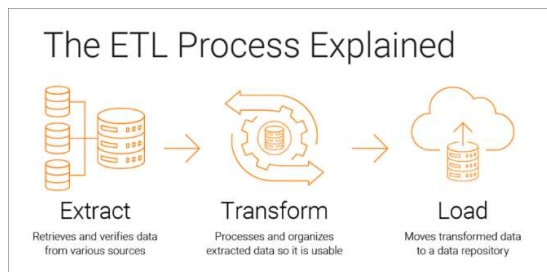 The ETL Process Explained
Extract
Retrieves and verifies data
from various sources
Transform
Processes and organizes
extracted data so it is usable
Load
Moves transformed data
to a data repository